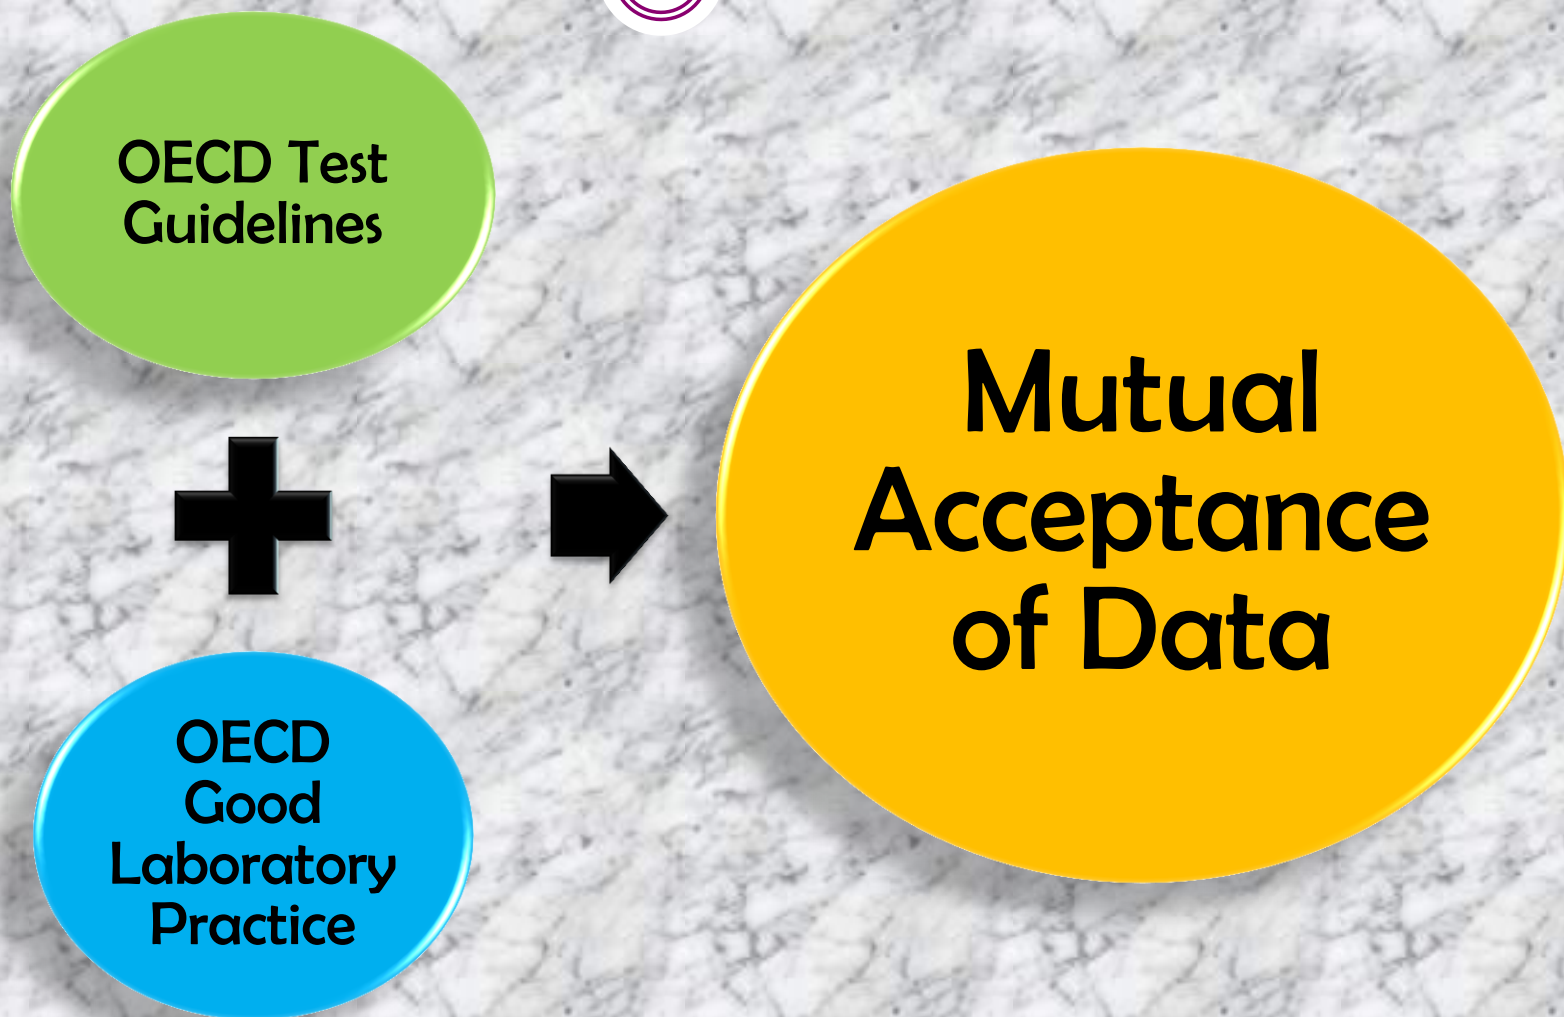 OECD Test
Guidelines
OECD
Good
Laboratory
Practice
Mutual
Acceptance
of Data